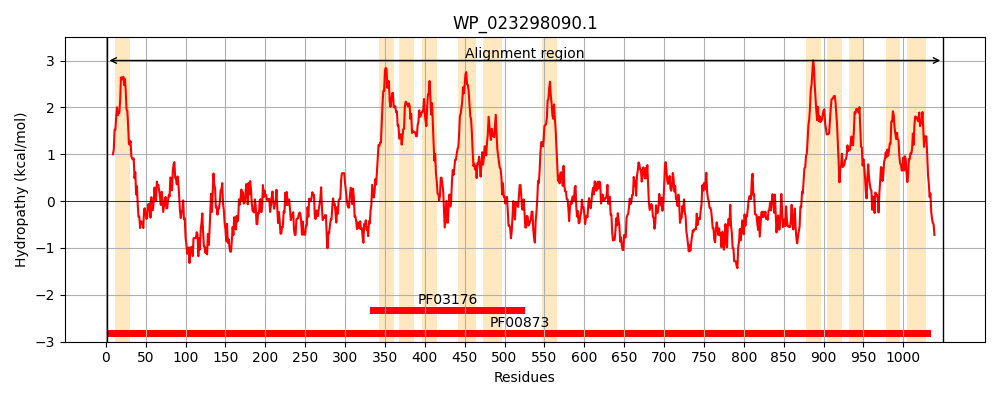 WP_023298090.1
Alignment region
Hydropathy (kcal/mol)
3
2
1
0
−1
−2
−3
PF03176
PF00873
0 50 100 150 200 250 300 350 400 450 500 550 600 650 700 750 800 850 900 950 1000
Residues